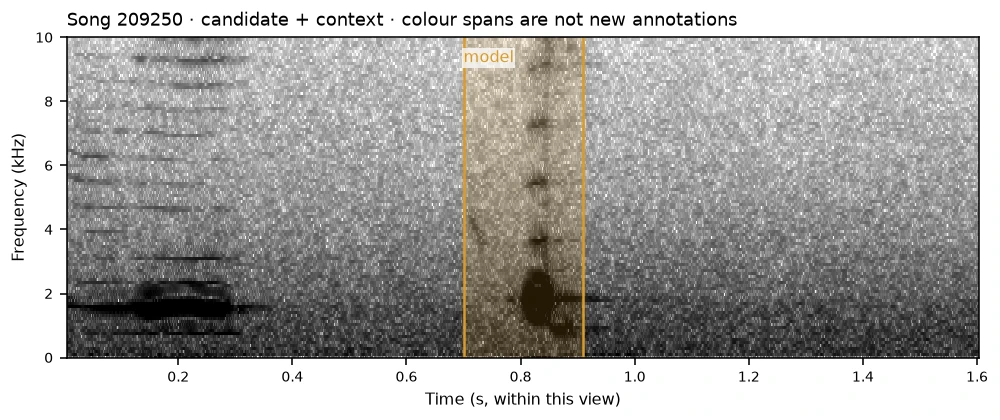 Song 209250 · candidate + context · colour spans are not new annotations
model
Frequency (kHz)
10
8
6
4
2
0
0.2 0.4 0.6 0.8 1.0 1.2 1.4 1.6
Time (s, within this view)